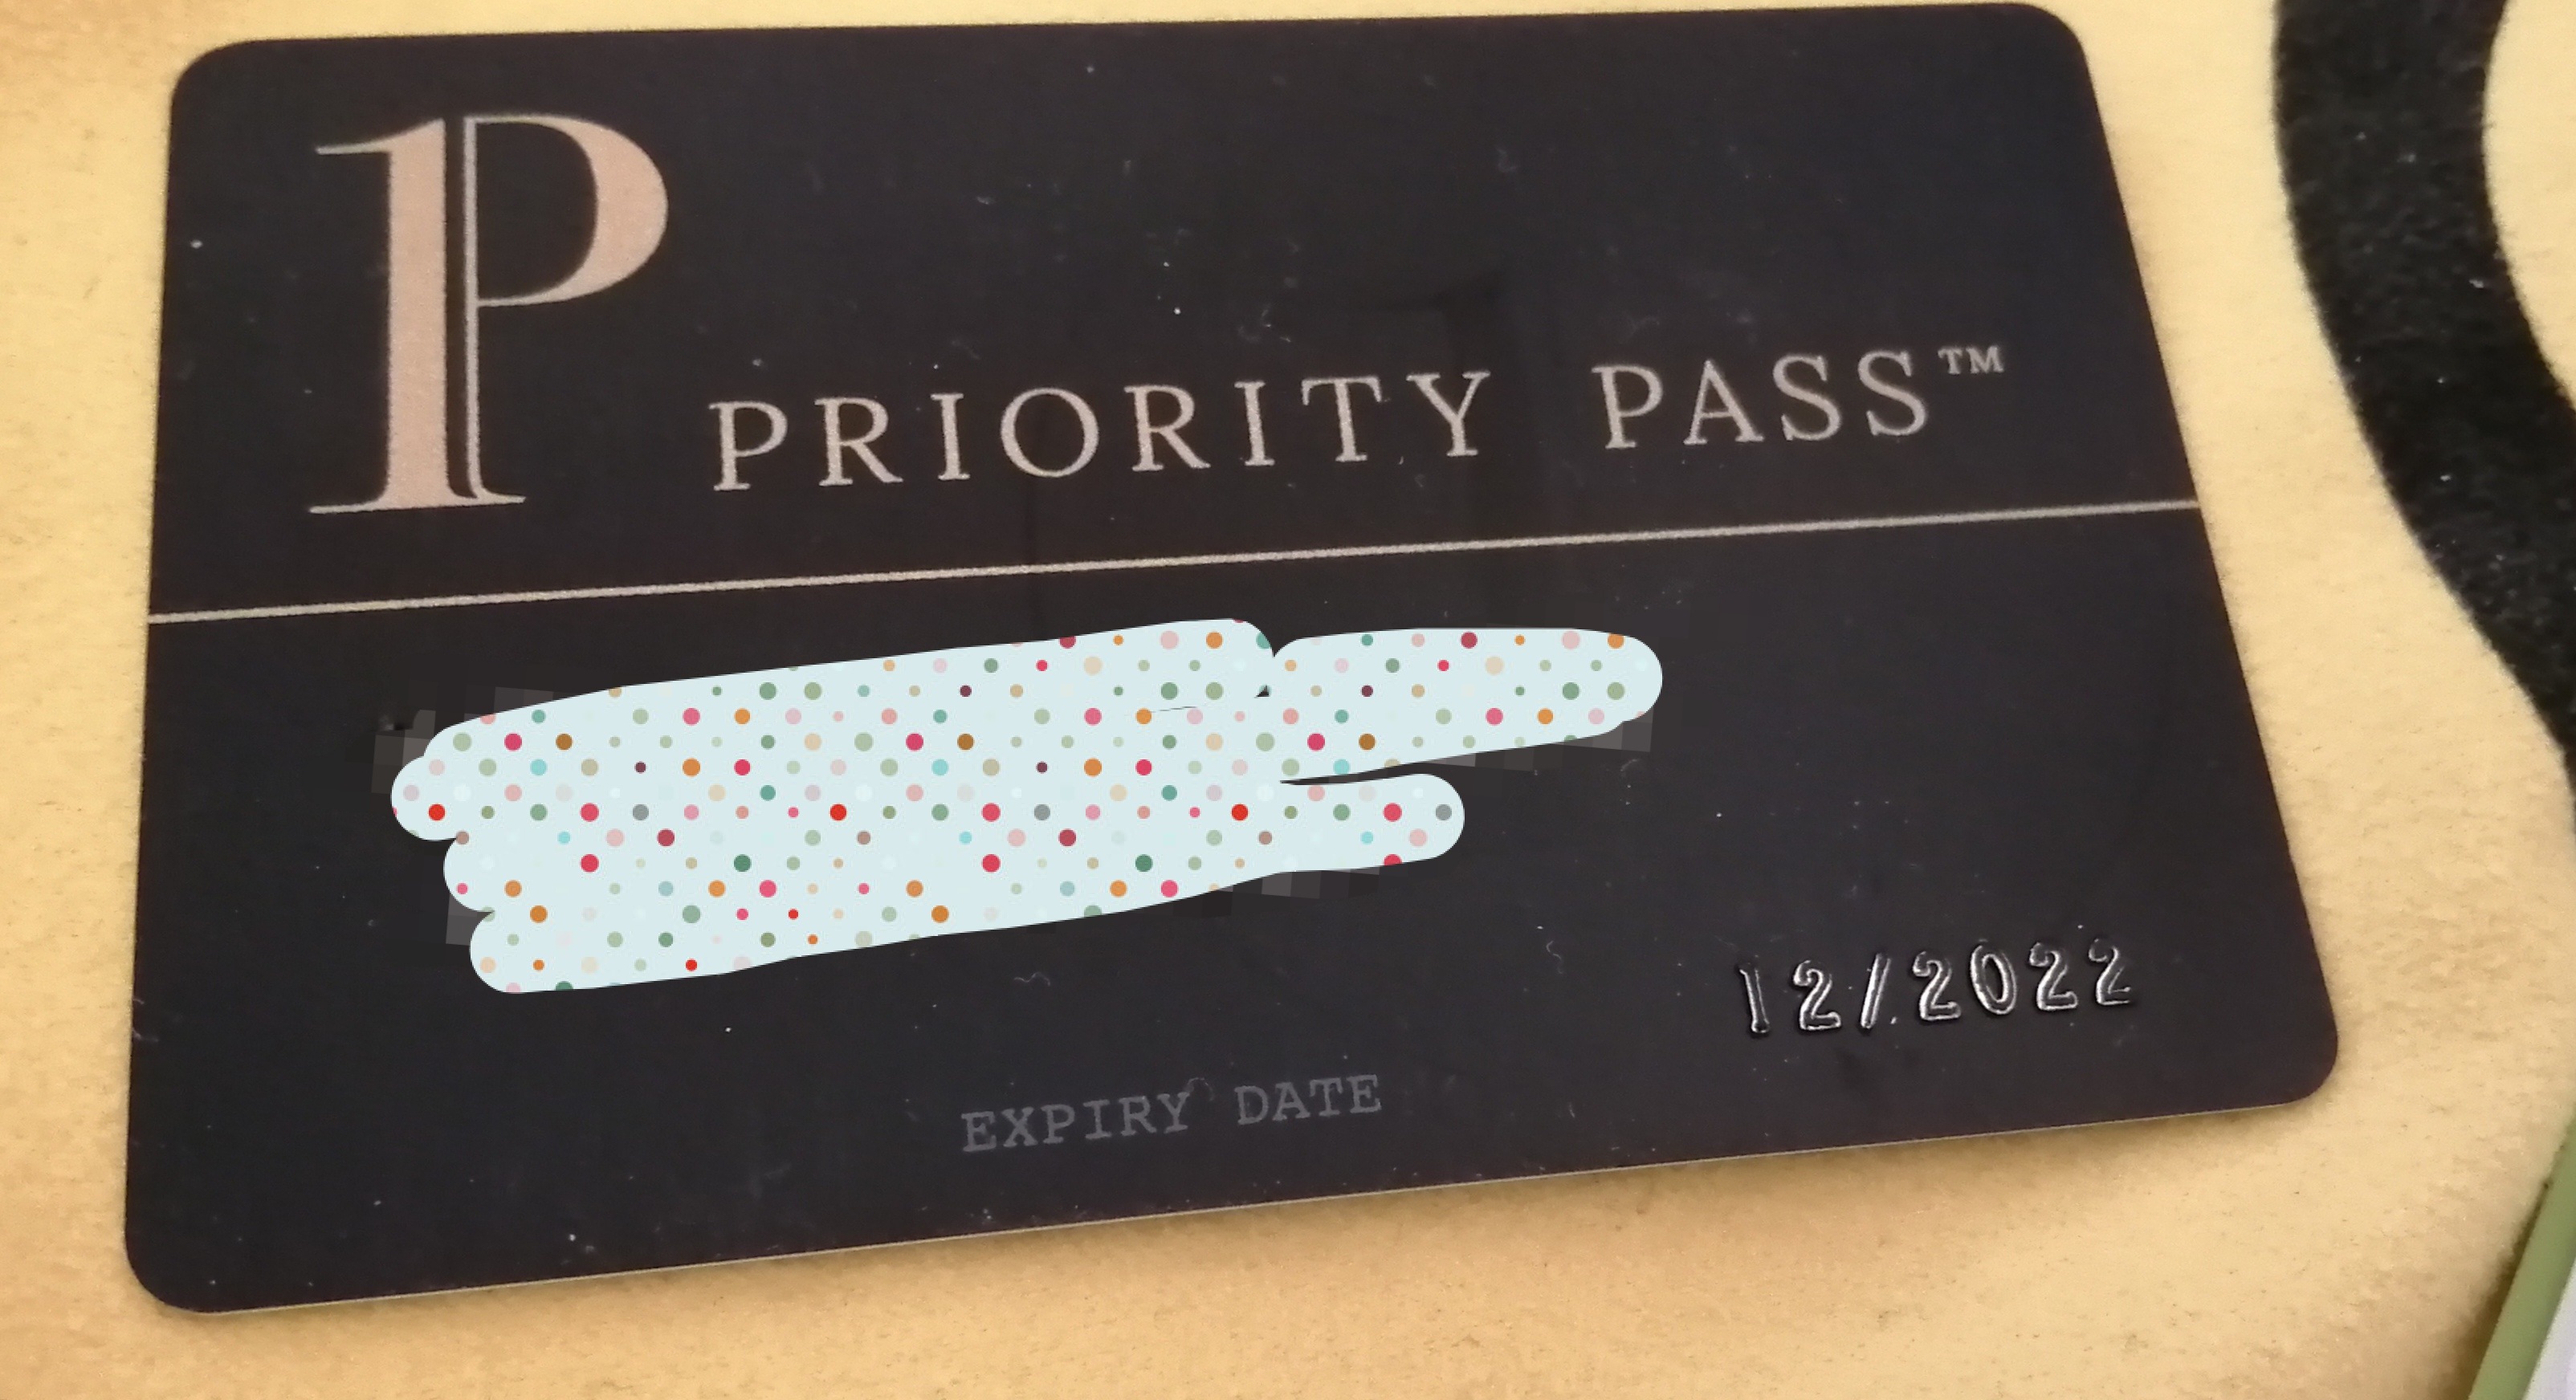 P
PRIORITY PASS™
12/2022
EXPIRY DATE